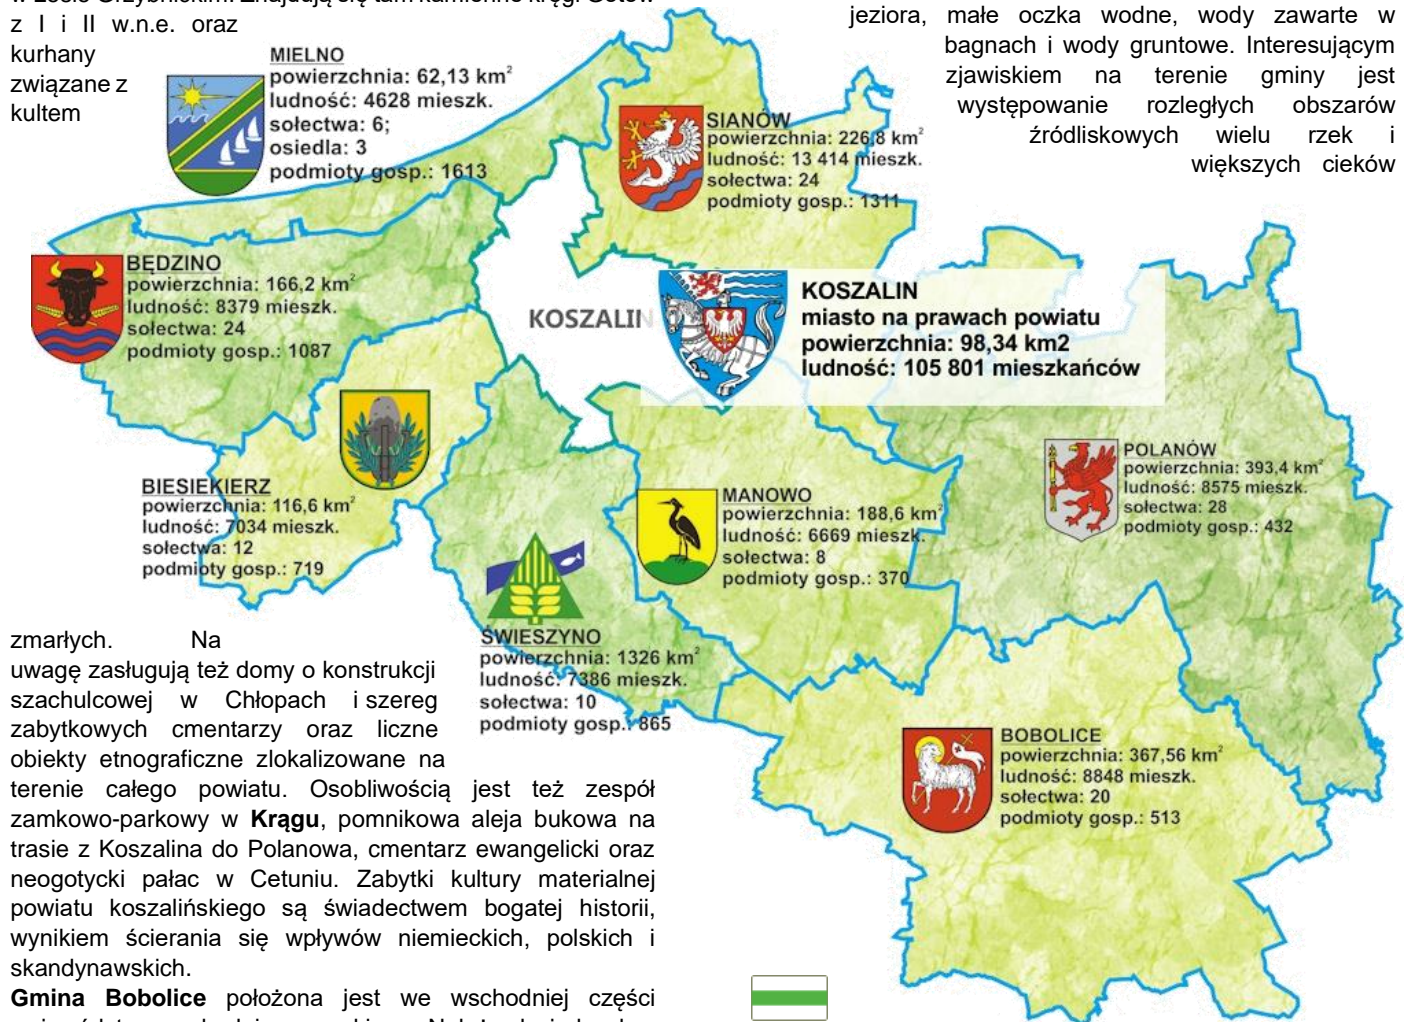 z I i II w.n.e. oraz
kurhany
związane z
kultem
jeziora, małe oczka wodne, wody zawarte w
bagnach i wody gruntowe. Interesującym
zjawiskiem na terenie gminy jest
występowanie rozległych obszarów
źródliskowych wielu rzek i
większych cieków
MIELNO
powierzchnia: 62,13 km²
ludność: 4628 mieszk.
sołectwa: 6;
osiedla: 3
podmioty gosp.: 1613
SIANÓW
powierzchnia: 226,8 km²
ludność: 13 414 mieszk.
sołectwa: 24
podmioty gosp.: 1311
BĘDZINO
powierzchnia: 166,2 km²
ludność: 8379 mieszk.
sołectwa: 24
podmioty gosp.: 1087
KOSZALIN
KOSZALIN
miasto na prawach powiatu
powierzchnia: 98,34 km2
ludność: 105 801 mieszkańców
BIESIEKIERZ
powierzchnia: 116,6 km²
ludność: 7034 mieszk.
sołectwa: 12
podmioty gosp.: 719
MANOWO
powierzchnia: 188,6 km²
ludność: 6669 mieszk.
sołectwa: 8
podmioty gosp.: 370
POLANÓW
powierzchnia: 393,4 km²
ludność: 8575 mieszk.
sołectwa: 28
podmioty gosp.: 432
ŚWIESZYNO
powierzchnia: 1326 km²
ludność: 7386 mieszk.
sołectwa: 10
podmioty gosp.: 865
BOBOLICE
powierzchnia: 367,56 km²
ludność: 8848 mieszk.
sołectwa: 20
podmioty gosp.: 513
zmarłych. Na
uwagę zasługują też domy o konstrukcji
szachulcowej w Chłopach i szereg
zabytkowych cmentarzy oraz liczne
obiekty etnograficzne zlokalizowane na
terenie całego powiatu. Osobliwością jest też zespół
zamkowo-parkowy w Krągu, pomnikowa aleja bukowa na
trasie z Koszalina do Polanowa, cmentarz ewangelicki oraz
neogotycki pałac w Cetuniu. Zabytki kultury materialnej
powiatu koszalińskiego są świadectwem bogatej historii,
wynikiem ścierania się wpływów niemieckich, polskich i
skandynawskich.
Gmina Bobolice położona jest we wschodniej części